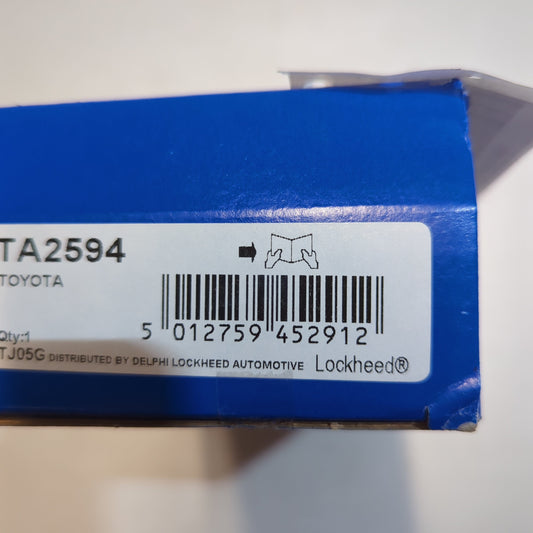 TA2594
TOYOTA
5 012759 452912
Qty:1
TJ05G DISTRIBUTED BY DELPHI LOCKHEED AUTOMOTIVE Lockheed®